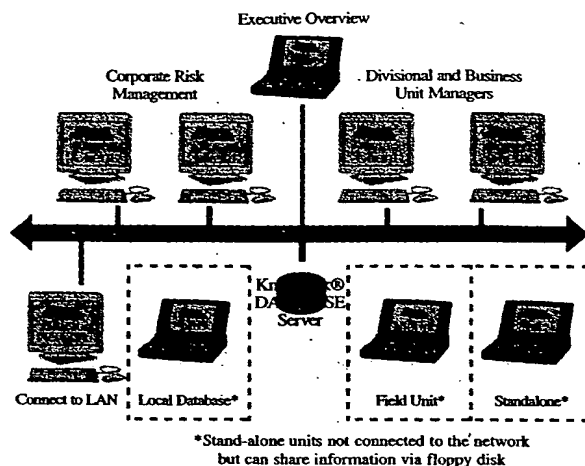 Executive Overview
Corporate Risk
Management
Divisional and Business
Unit Managers
Server
Connect to LAN
Local Database*
Field Unit*
Standalone*
*Stand-alone units not connected to the network
but can share information via floppy disk